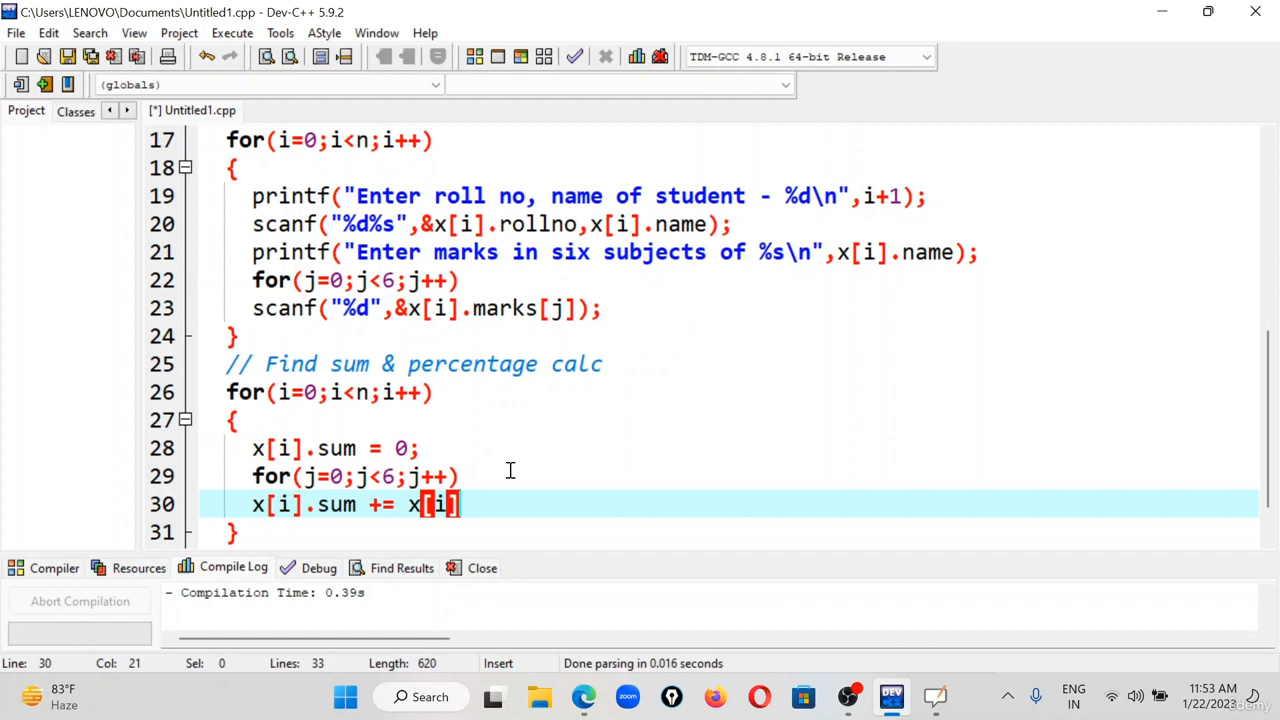 C:\Users\LENOVO\Documents\Untitled1.cpp - Dev-C++ 5.9.2
File Edit Search View Project Execute Tools AStyle Window Help
TDM-GCC 4.8.1 64-bit Release
(globals)
Project Classes [*] Untitled1.cpp
17 for(i=0;i<n;i++)
18 {
19 printf("Enter roll no, name of student - %d\n",i+1);
20 scanf("%d%s",&x[i].rollno,x[i].name);
21 printf("Enter marks in six subjects of %s\n",x[i].name);
22 for(j=0;j<6;j++)
23 scanf("%d",&x[i].marks[j]);
24 }
25 // Find sum & percentage calc
26 for(i=0;i<n;i++)
27 {
28 x[i].sum = 0;
29 for(j=0;j<6;j++)
30 x[i].sum += x[i]
31 }
Compiler Resources Compile Log Debug Find Results Close
Abort Compilation
- Compilation Time: 0.39s
Line: 30 Col: 21 Sel: 0 Lines: 33 Length: 620 Insert Done parsing in 0.016 seconds
83°F
Haze
Search
zoom
DEV
ENG
IN
11:53 AM
1/22/2023